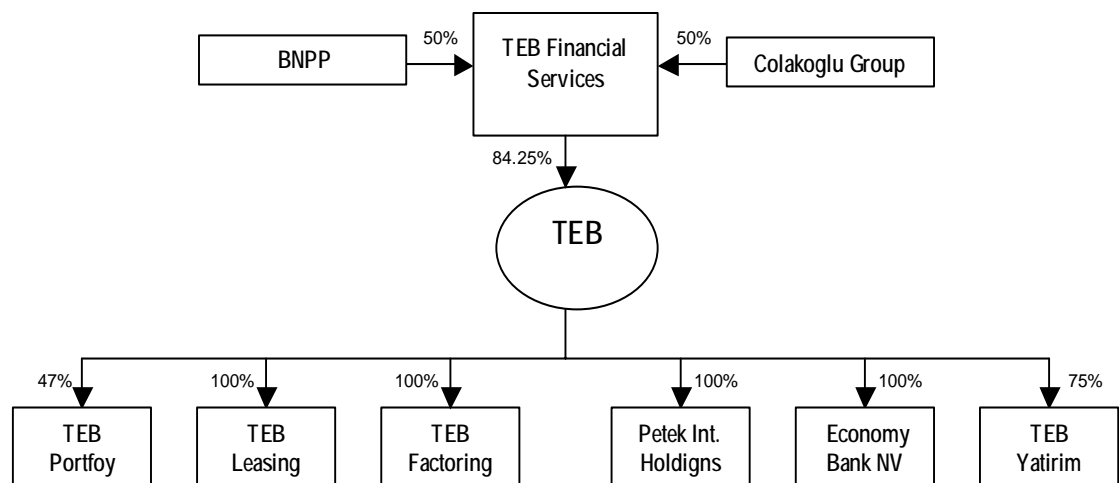 50%
50%
BNPP
TEB Financial
Services
Colakoglu Group
84.25%
TEB
47%
100%
100%
100%
100%
75%
TEB
Portfoy
TEB
Leasing
TEB
Factoring
Petek Int.
Holdigns
Economy
Bank NV
TEB
Yatirim